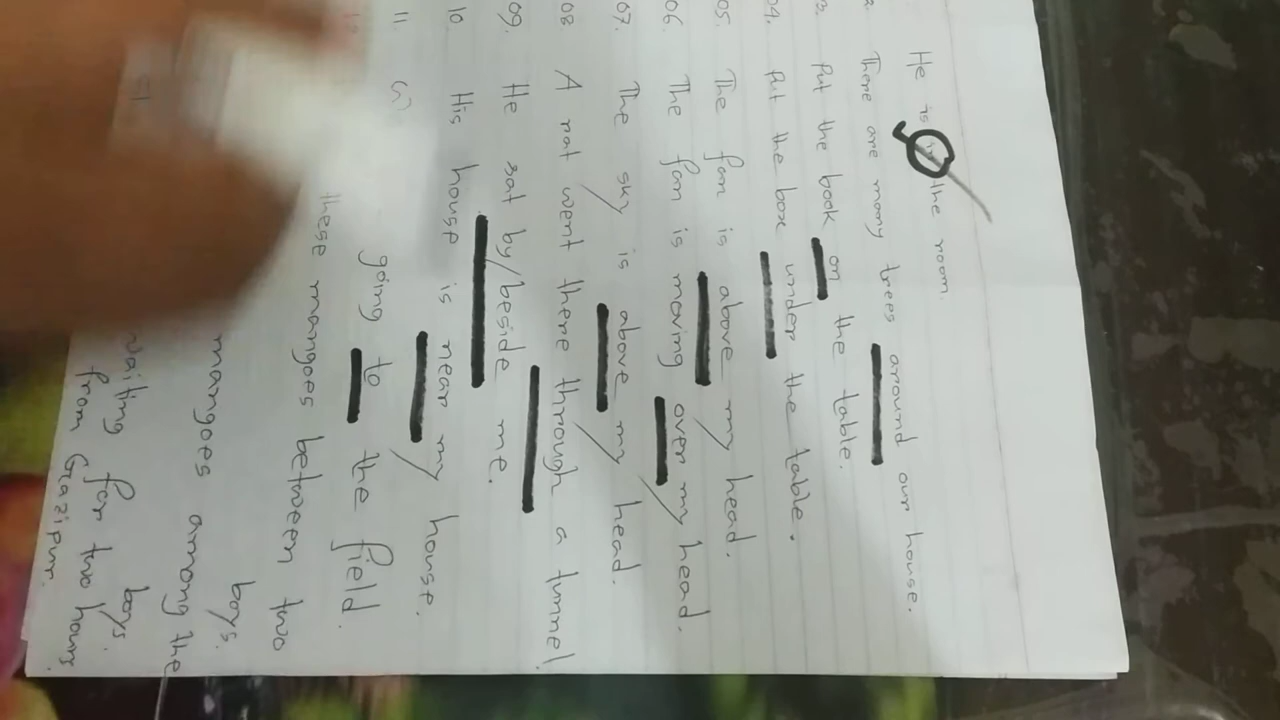 He is in the room.
2. There are many trees around our house.
3. Put the book on the table.
04. Put the box under the table.
05. The fan is above my head.
06. The fan is moving over my head.
07. The sky is above my head.
08 A rat went there through a tunnel
09. He sat by/beside me.
10. His house is near my house.
11. going to the field.
these mangoes between two
boys.
mangoes among the
boys.
waiting for two hours.
from Gazipur.